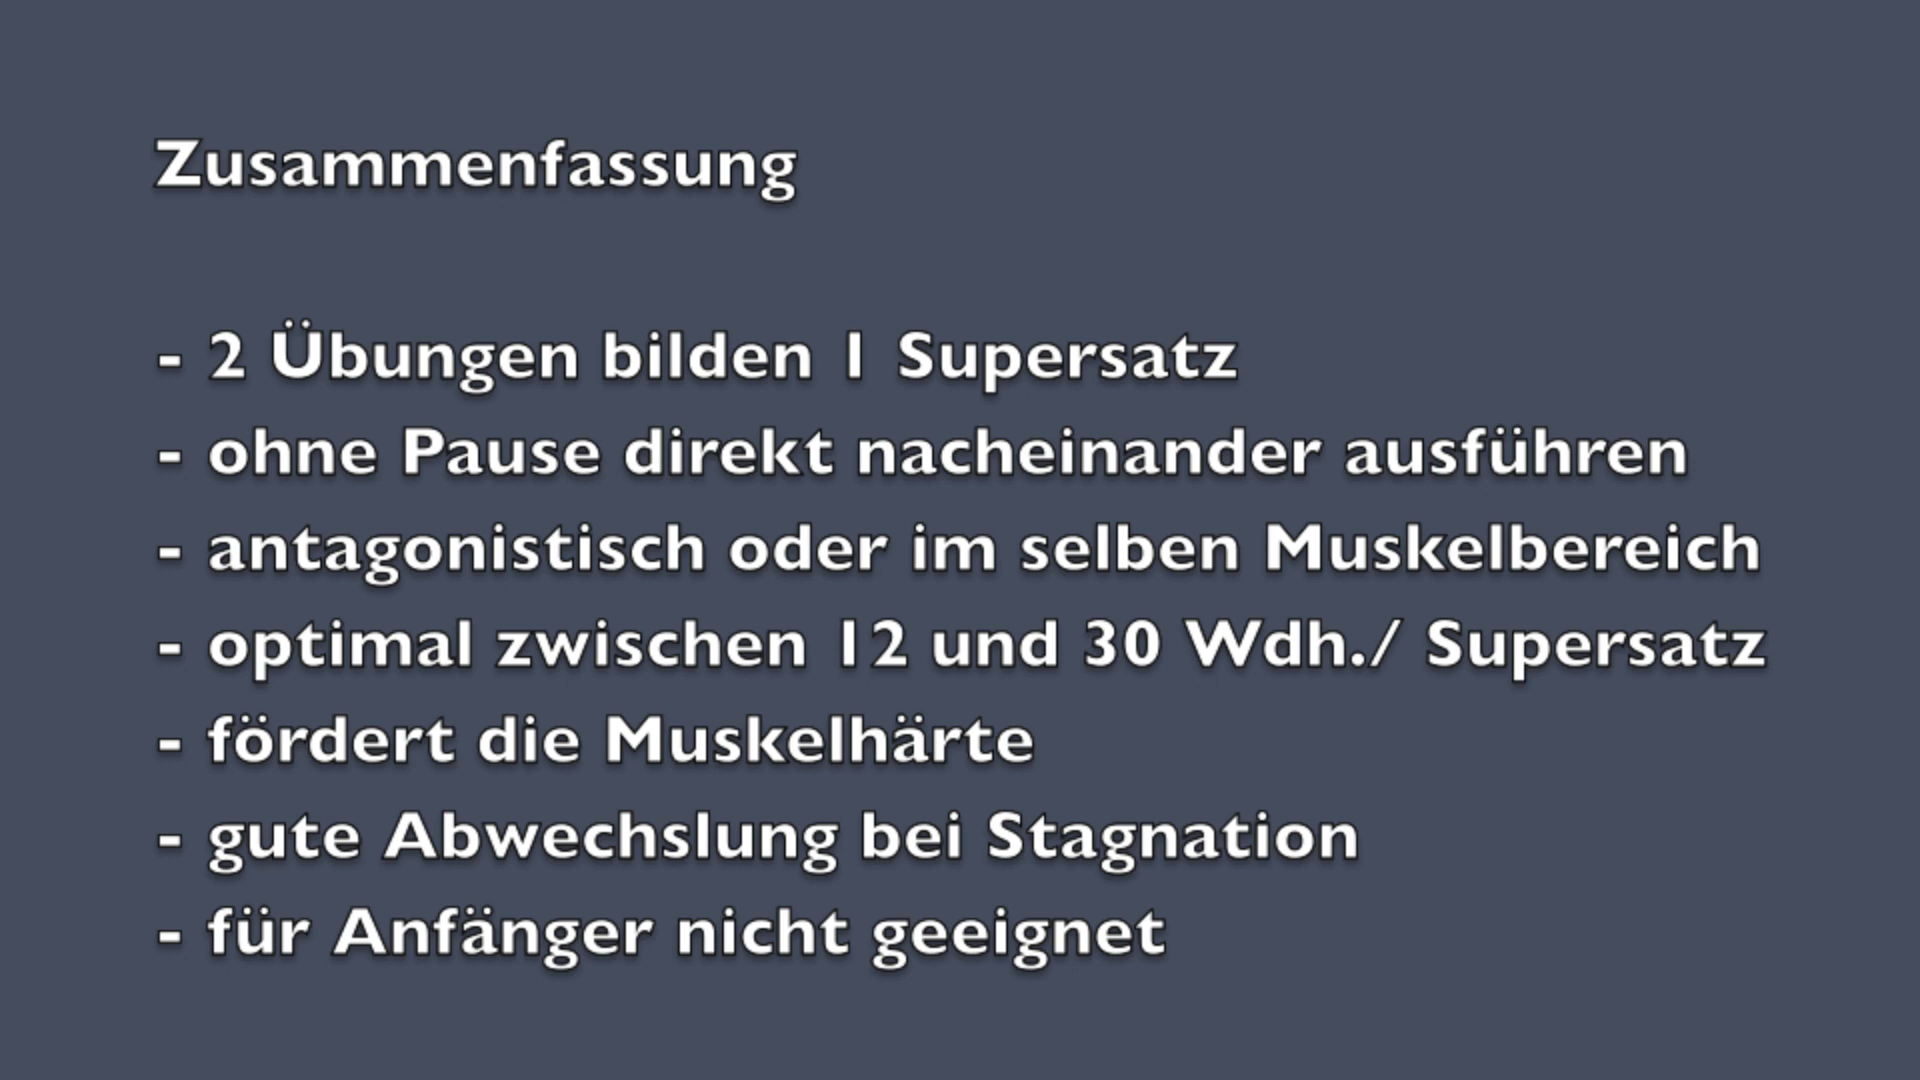 Zusammenfassung
- 2 Übungen bilden 1 Supersatz
- ohne Pause direkt nacheinander ausführen
- antagonistisch oder im selben Muskelbereich
- optimal zwischen 12 und 30 Wdh./ Supersatz
- fördert die Muskelhärte
- gute Abwechslung bei Stagnation
- für Anfänger nicht geeignet